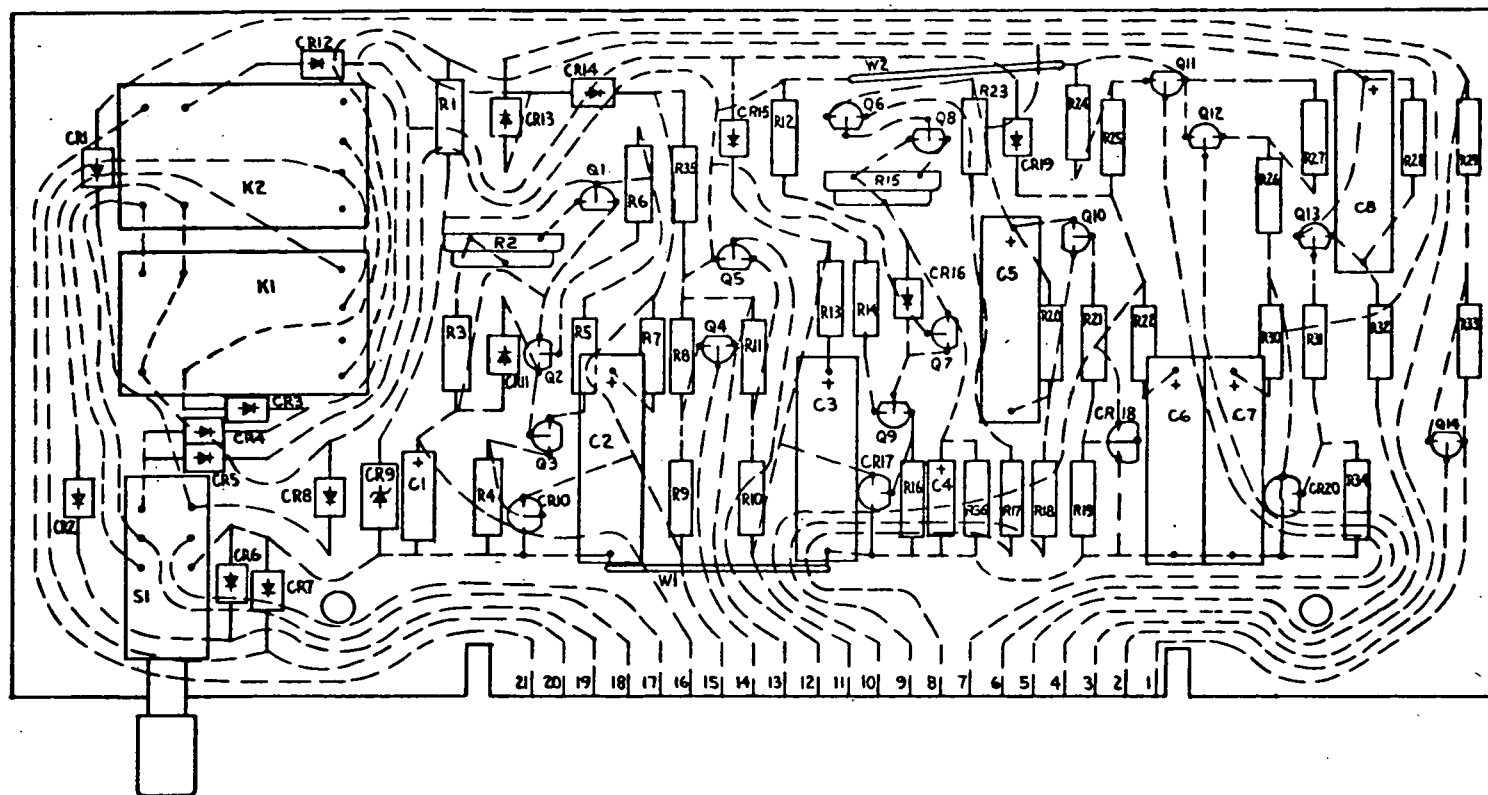 CR12
W2
Q11
CR14
R1
CR13
CR15
R12
Q6
Q8
R23
R24
R25
Q12
CR1
K2
Q1
R6
R35
R15
CR19
R26
R27
C8
R28
R29
R2
Q5
Q10
Q13
K1
CR16
C5
R3
CR11
Q2
R5
R7
R8
Q4
R11
R13
R14
Q7
R20
R21
R22
R30
R31
R32
R33
CR3
CR4
CR5
C2
C3
Q9
CR18
C6
C7
Q14
CR2
CR8
CR9
C1
R4
Q3
CR10
R9
R10
CR17
R16
C4
R36
R17
R18
R19
CR20
R34
CR6
CR7
S1
W1
21 20 19 18 17 16 15 14 13 12 11 10 9 8 7 6 5 4 3 2 1
+
+
+
+
+
+
+
+